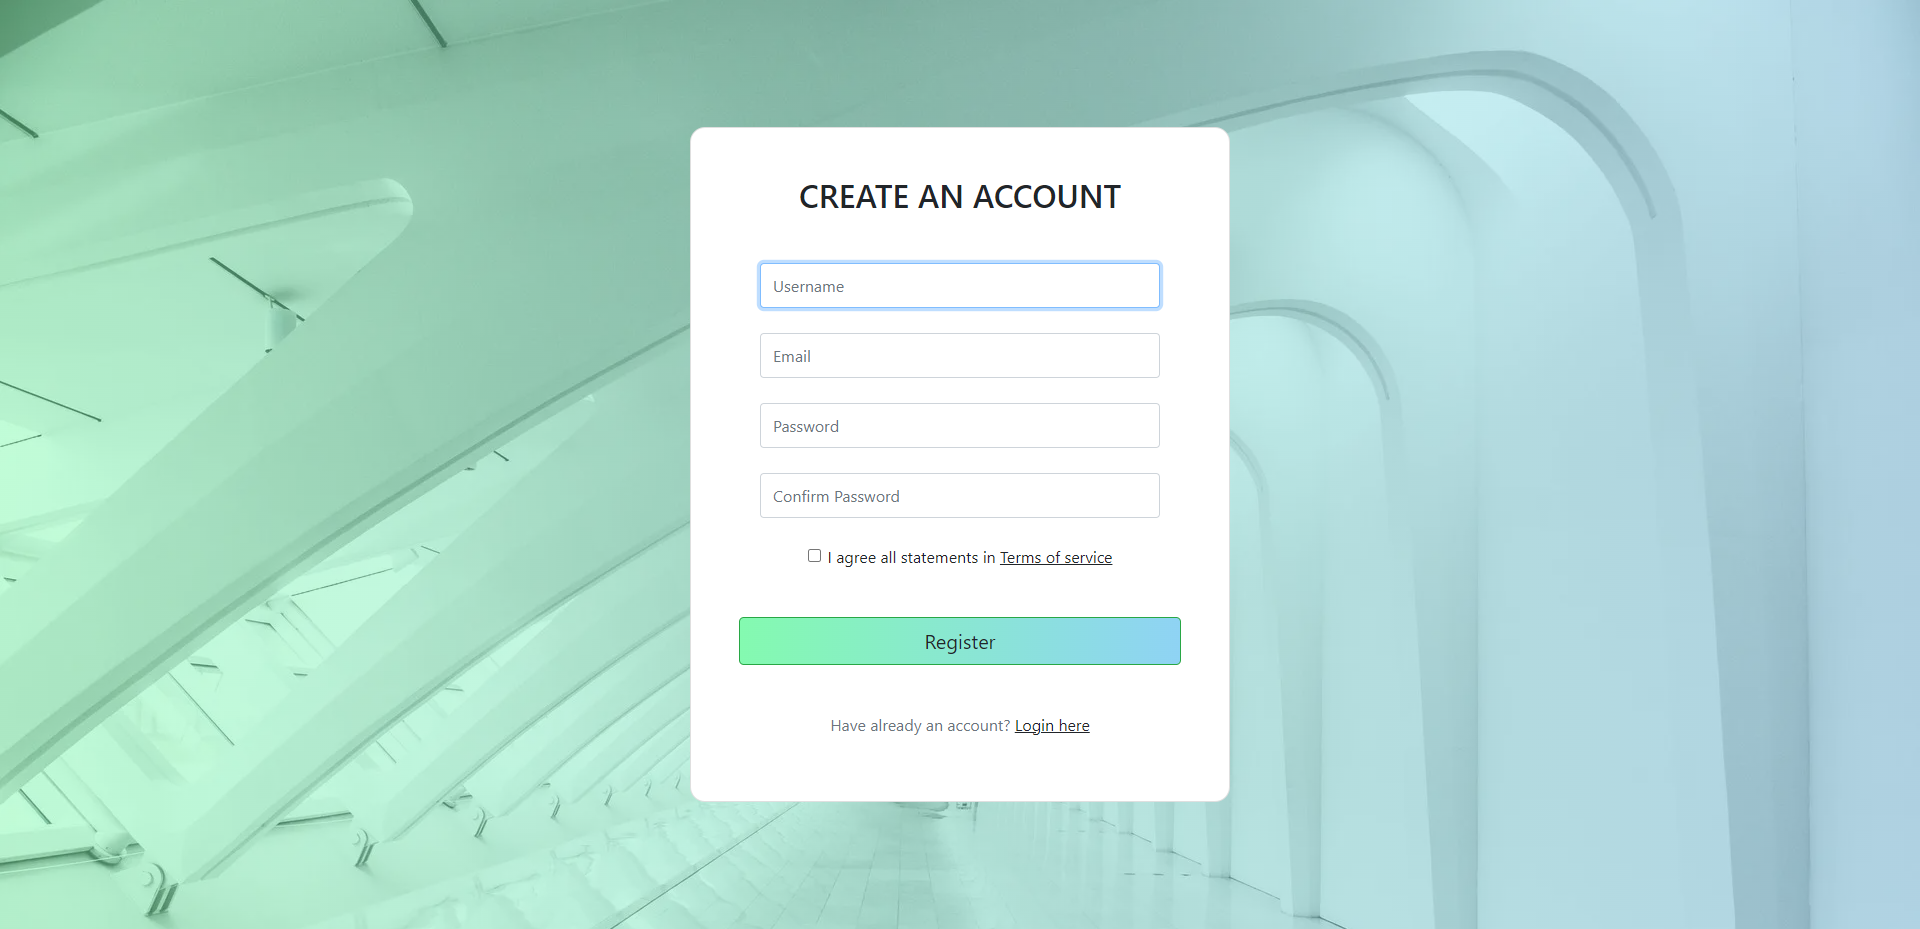 CREATE AN ACCOUNT
Username
Email
Password
Confirm Password
I agree all statements in Terms of service
Register
Have already an account? Login here